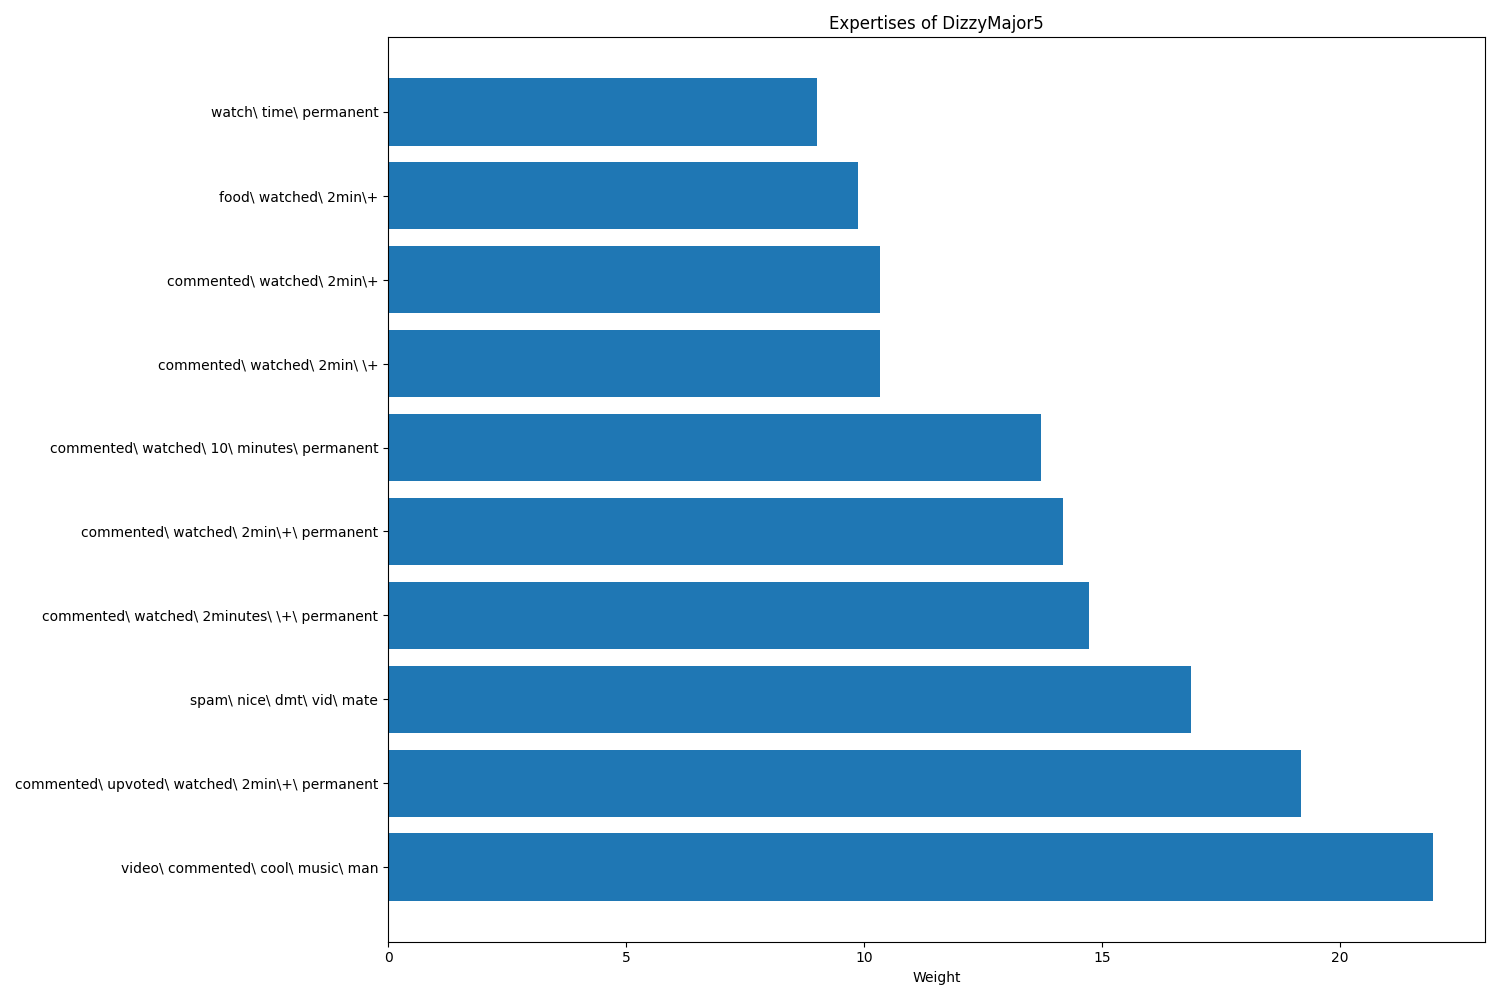 Expertises of DizzyMajor5
watch\ time\ permanent
food\ watched\ 2min\+
commented\ watched\ 2min\+
commented\ watched\ 2min\ \+
commented\ watched\ 10\ minutes\ permanent
commented\ watched\ 2min\+\ permanent
commented\ watched\ 2minutes\ \+\ permanent
spam\ nice\ dmt\ vid\ mate
commented\ upvoted\ watched\ 2min\+\ permanent
video\ commented\ cool\ music\ man
0 5 10 15 20
Weight